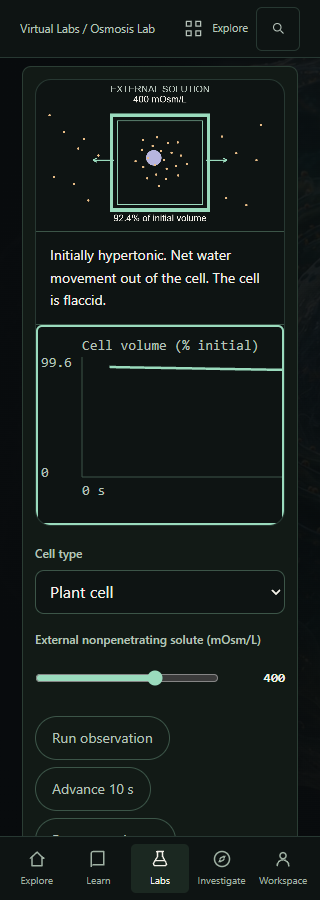 Virtual Labs / Osmosis Lab
Explore
EXTERNAL SOLUTION
400 mOsm/L
92.4% of initial volume
Initially hypertonic. Net water
movement out of the cell. The cell
is flaccid.
Cell volume (% initial)
99.6
0
0 s
Cell type
Plant cell
External nonpenetrating solute (mOsm/L)
400
Run observation
Advance 10 s
Explore
Learn
Labs
Investigate
Workspace